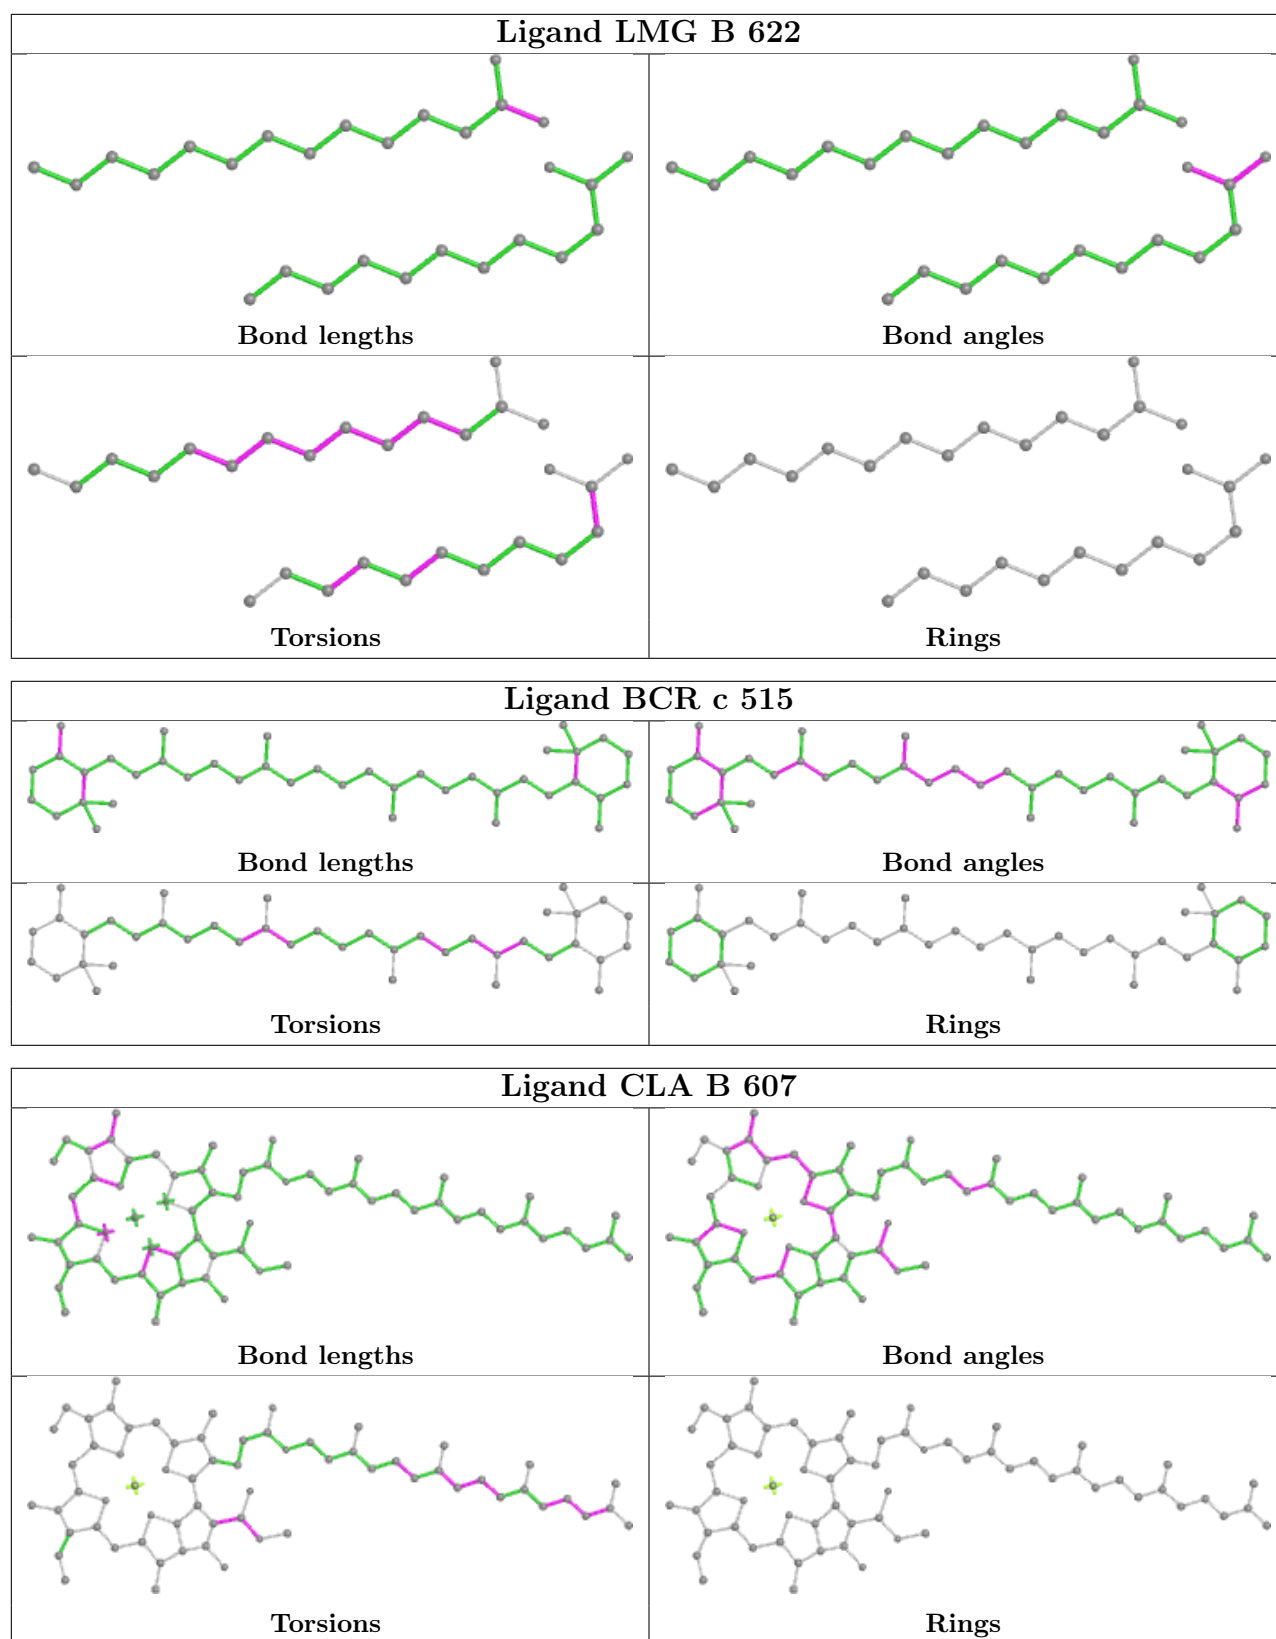 Ligand LMG B 622
Bond lengths
Bond angles
Torsions
Rings
Ligand BCR c 515
Bond lengths
Bond angles
Torsions
Rings
Ligand CLA B 607
Bond lengths
Bond angles
Torsions
Rings